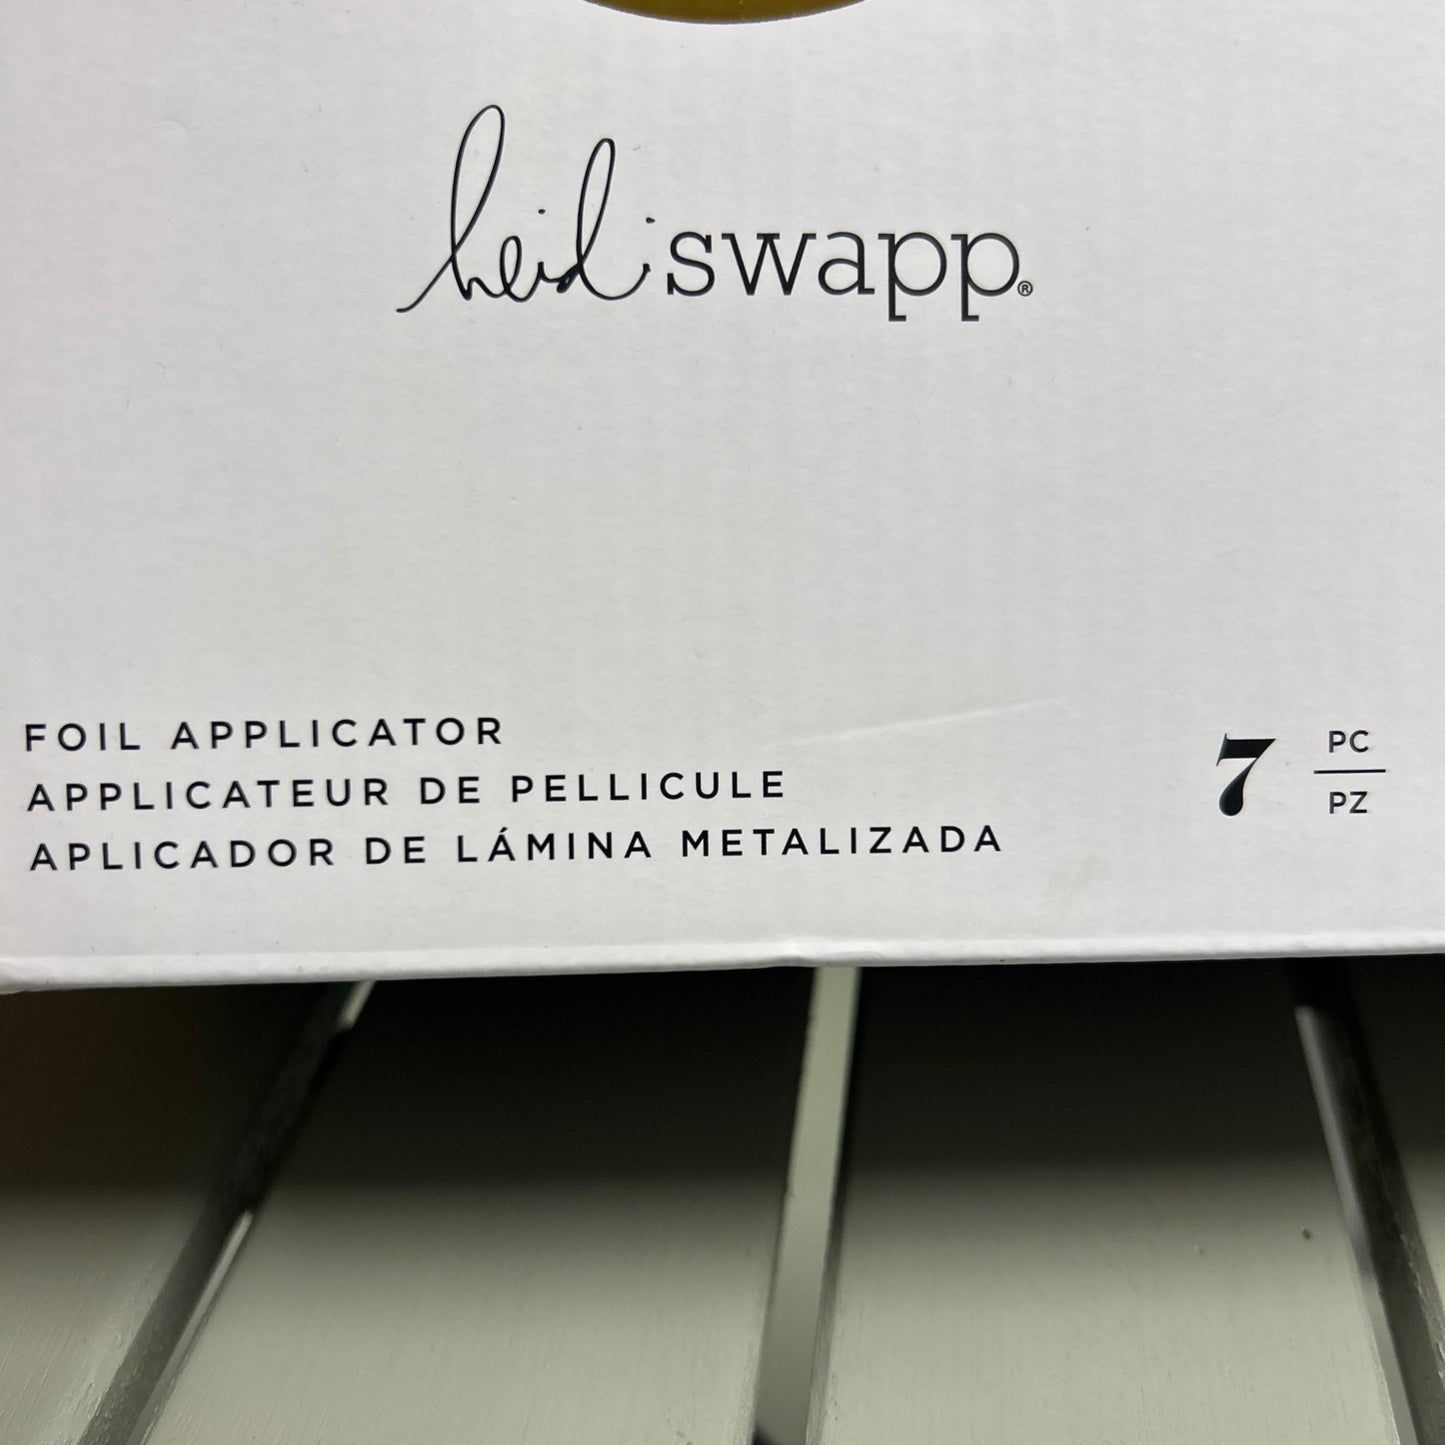 heidi swapp®
FOIL APPLICATOR
APPLICATEUR DE PELLICULE
APLICADOR DE LÁMINA METALIZADA
7 PC
PZ